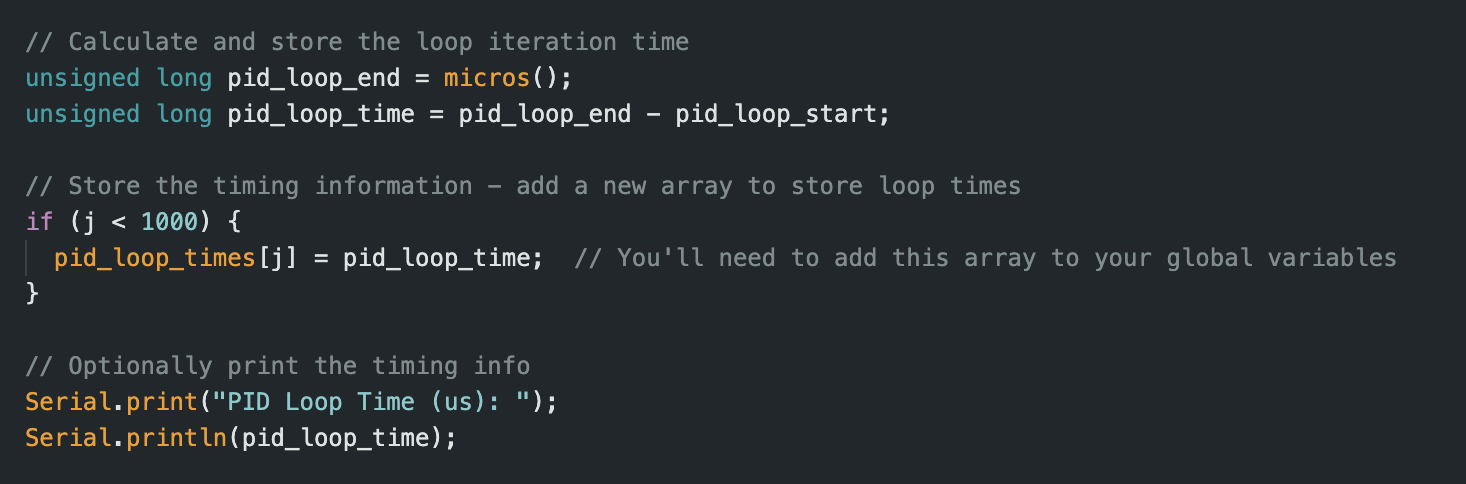 // Calculate and store the loop iteration time
unsigned long pid_loop_end = micros();
unsigned long pid_loop_time = pid_loop_end - pid_loop_start;
// Store the timing information - add a new array to store loop times
if (j < 1000) {
pid_loop_times[j] = pid_loop_time;  // You'll need to add this array to your global variables
}
// Optionally print the timing info
Serial.print("PID Loop Time (us): ");
Serial.println(pid_loop_time);